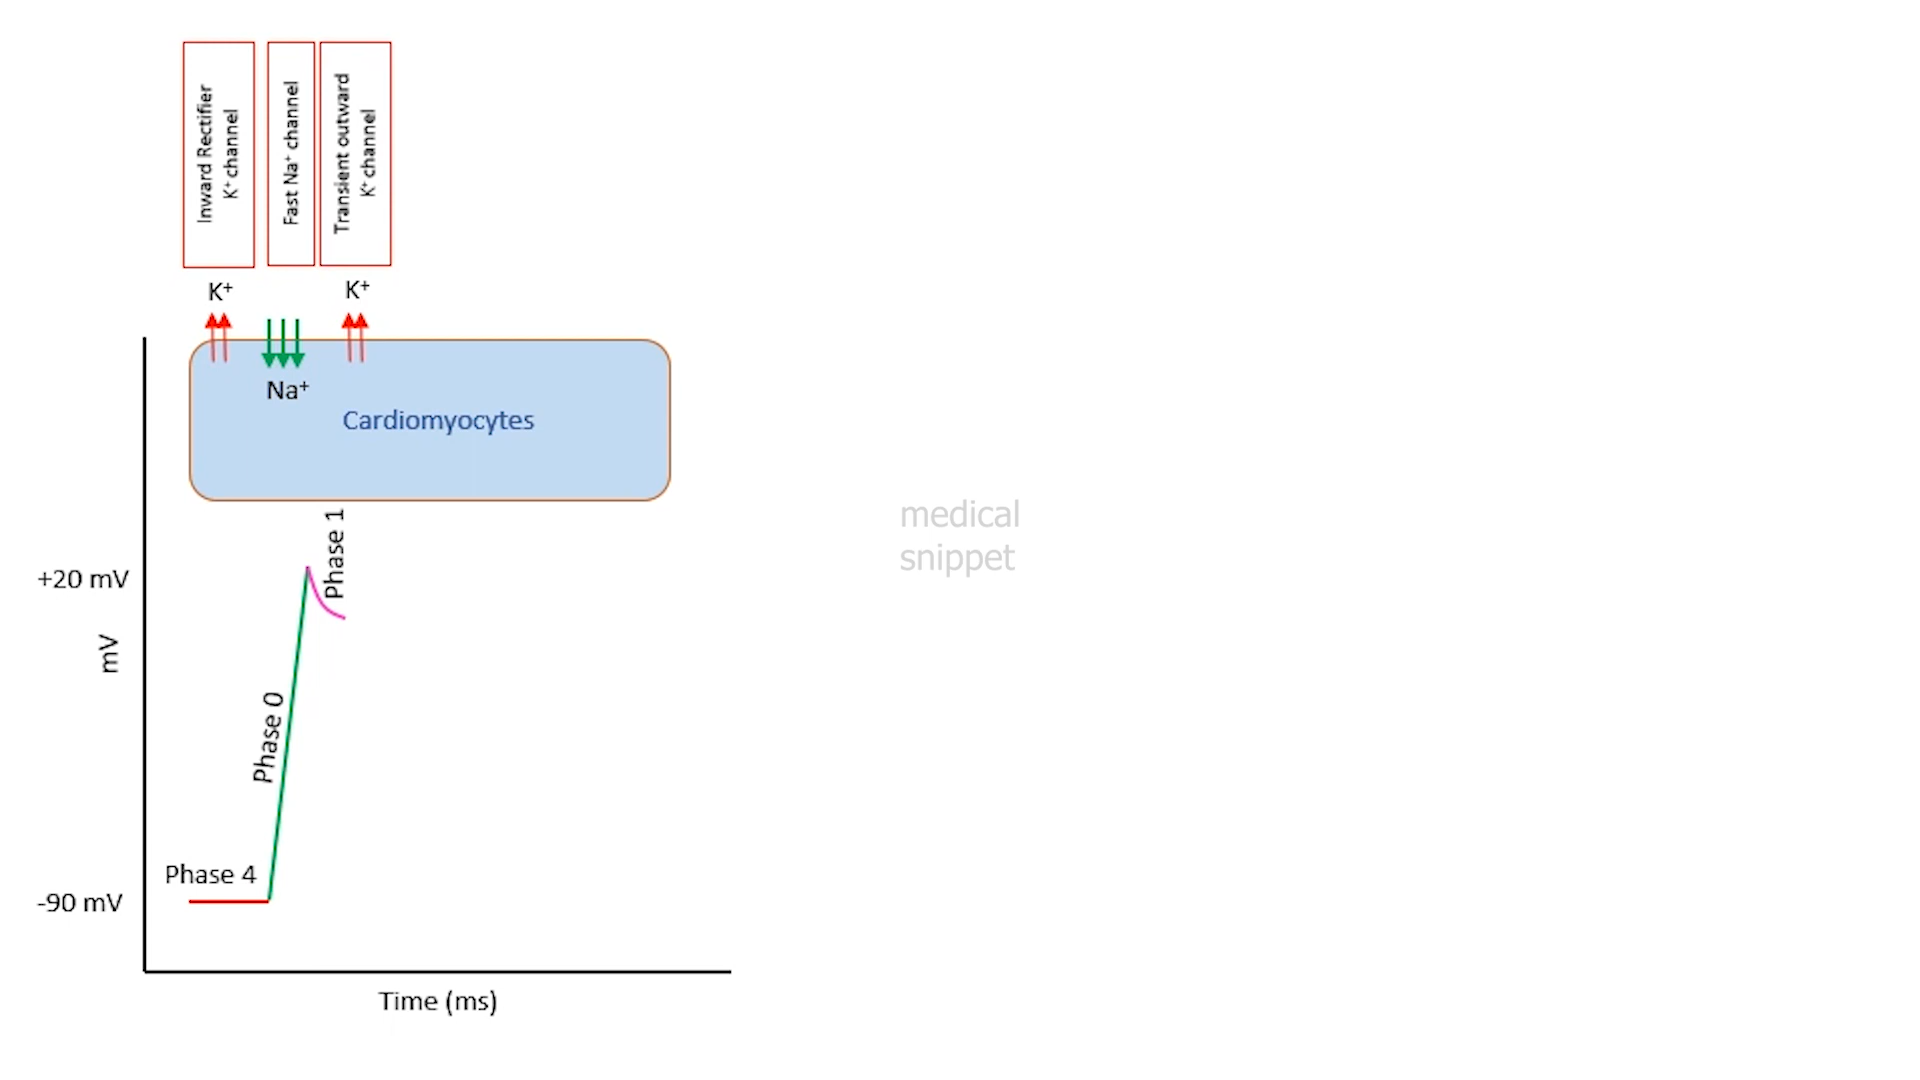 Inward Rectifier
K⁺ channel
Fast Na⁺ channel
Transient outward
K⁺ channel
K⁺
K⁺
Na⁺
Cardiomyocytes
medical
snippet
Phase 1
+20 mV
mV
Phase 0
Phase 4
-90 mV
Time (ms)